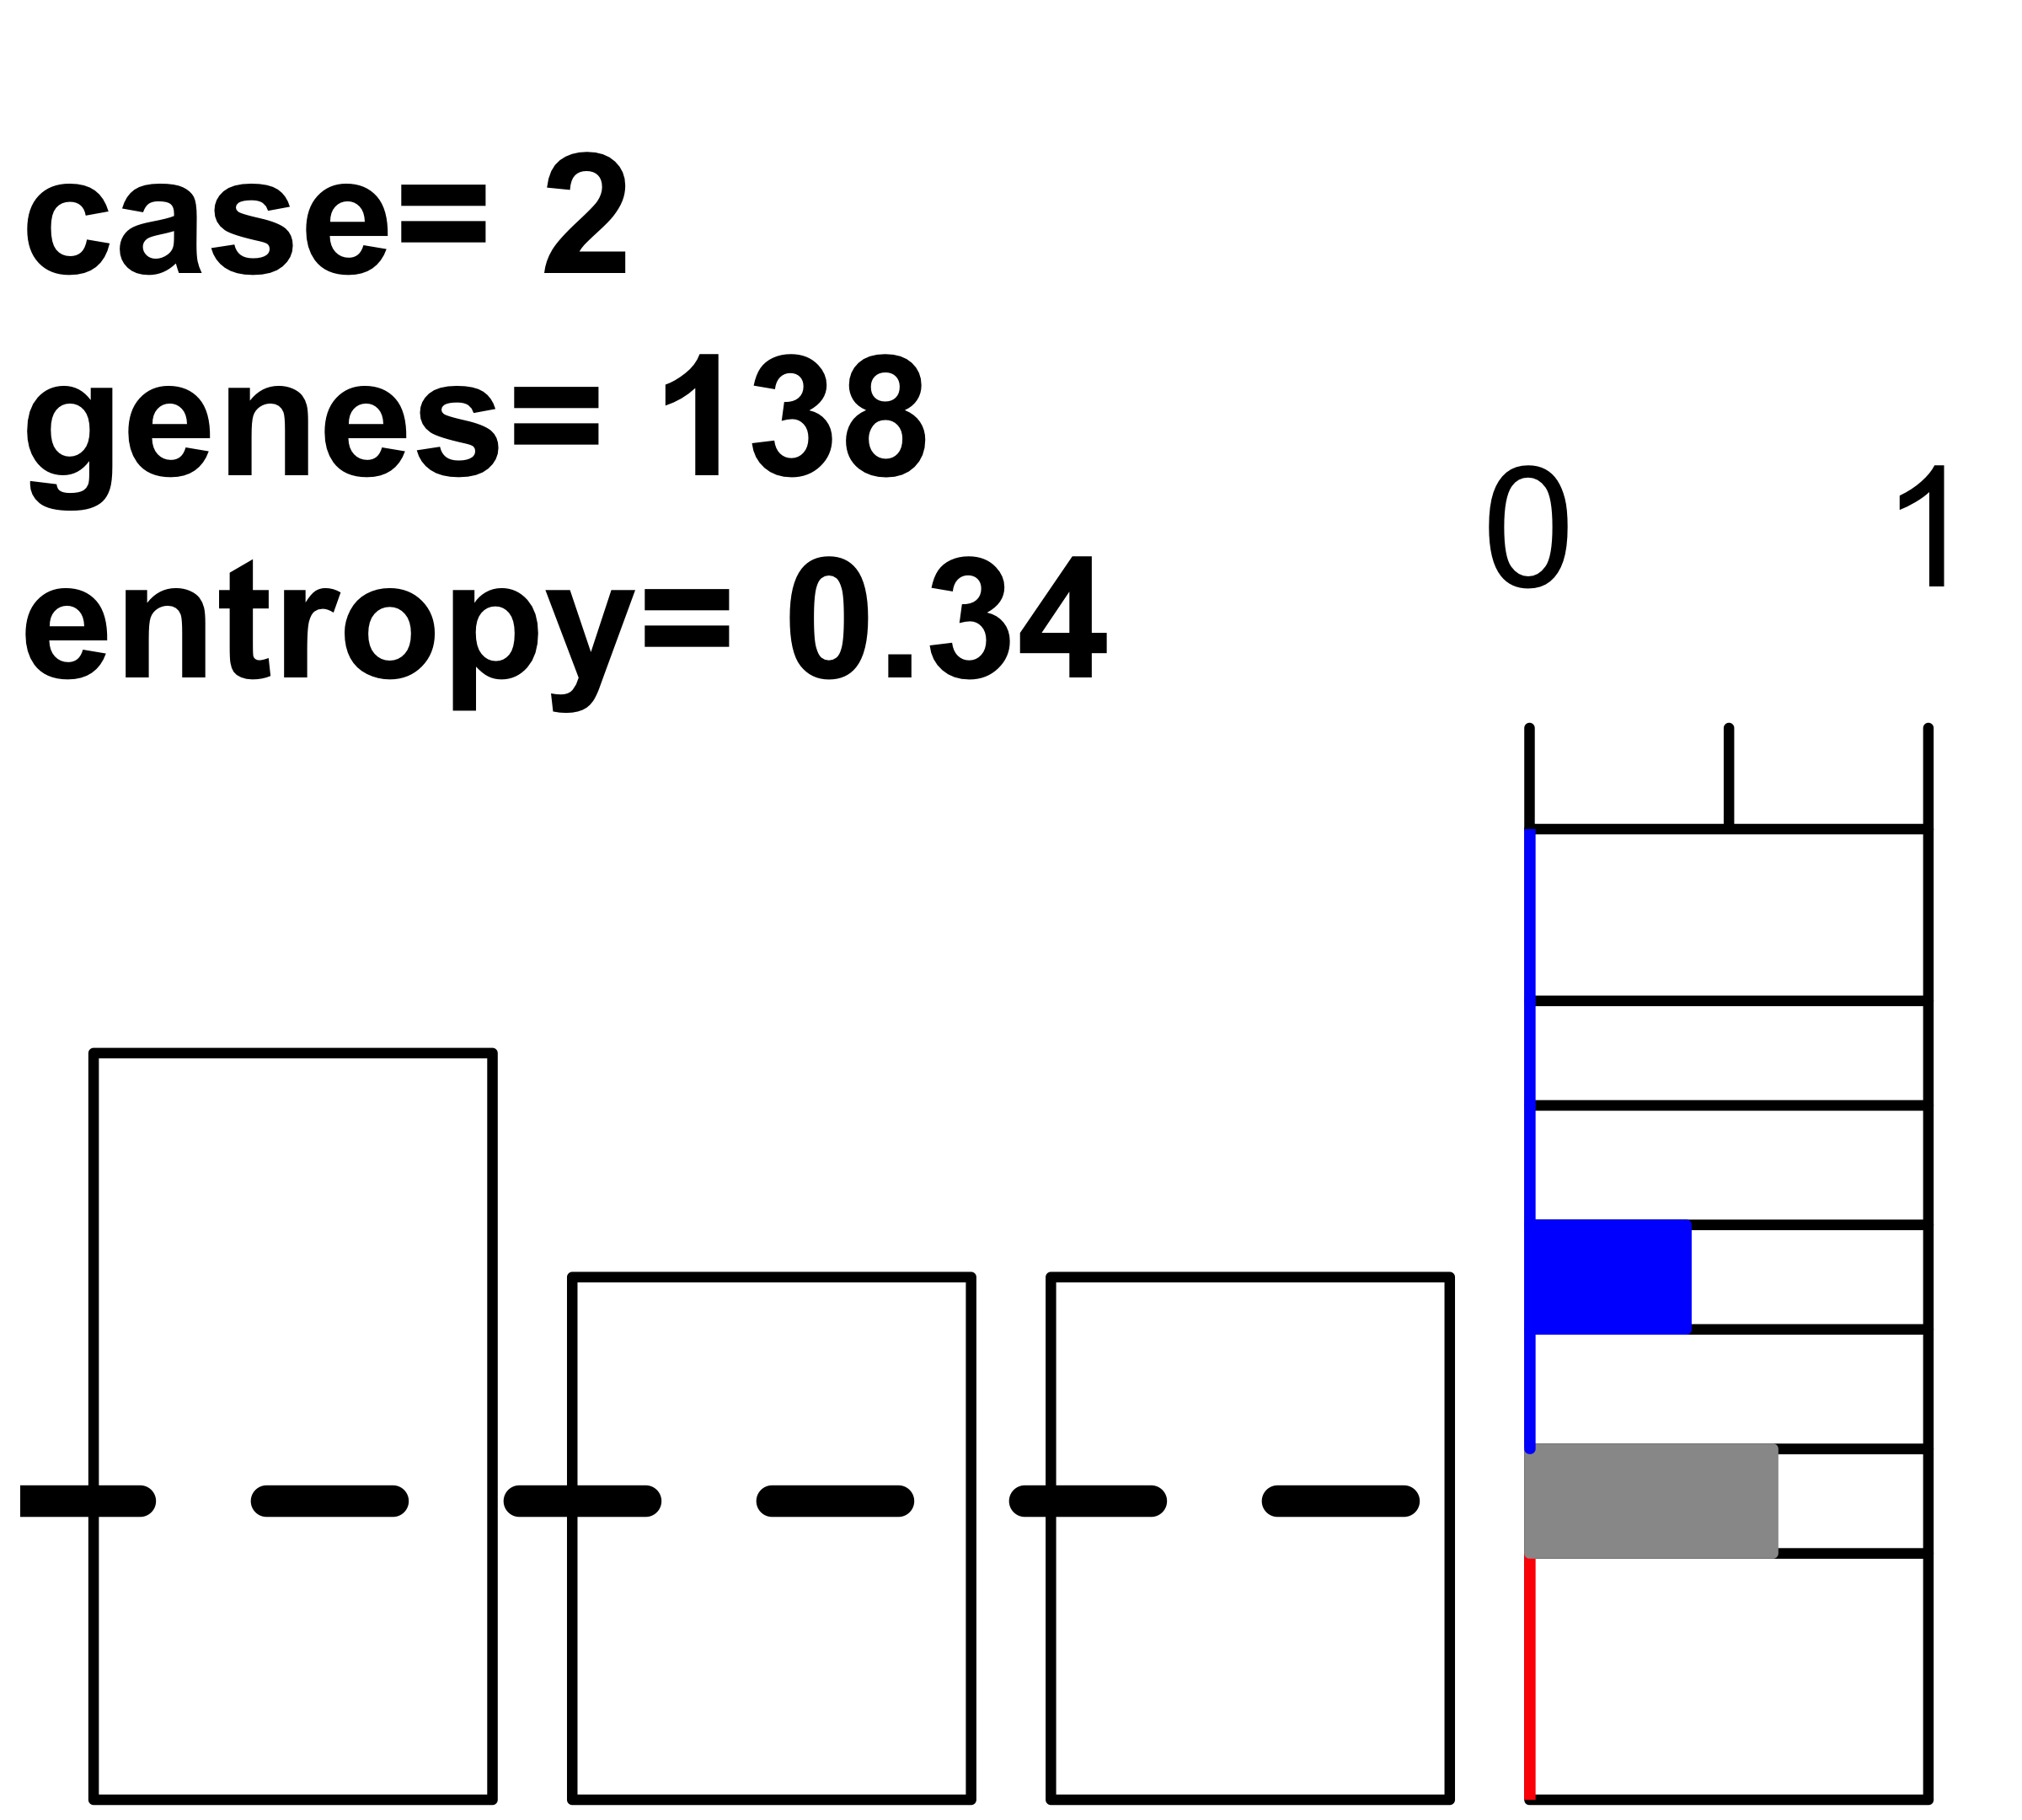 case= 2
genes= 138
entropy= 0.34
0 1